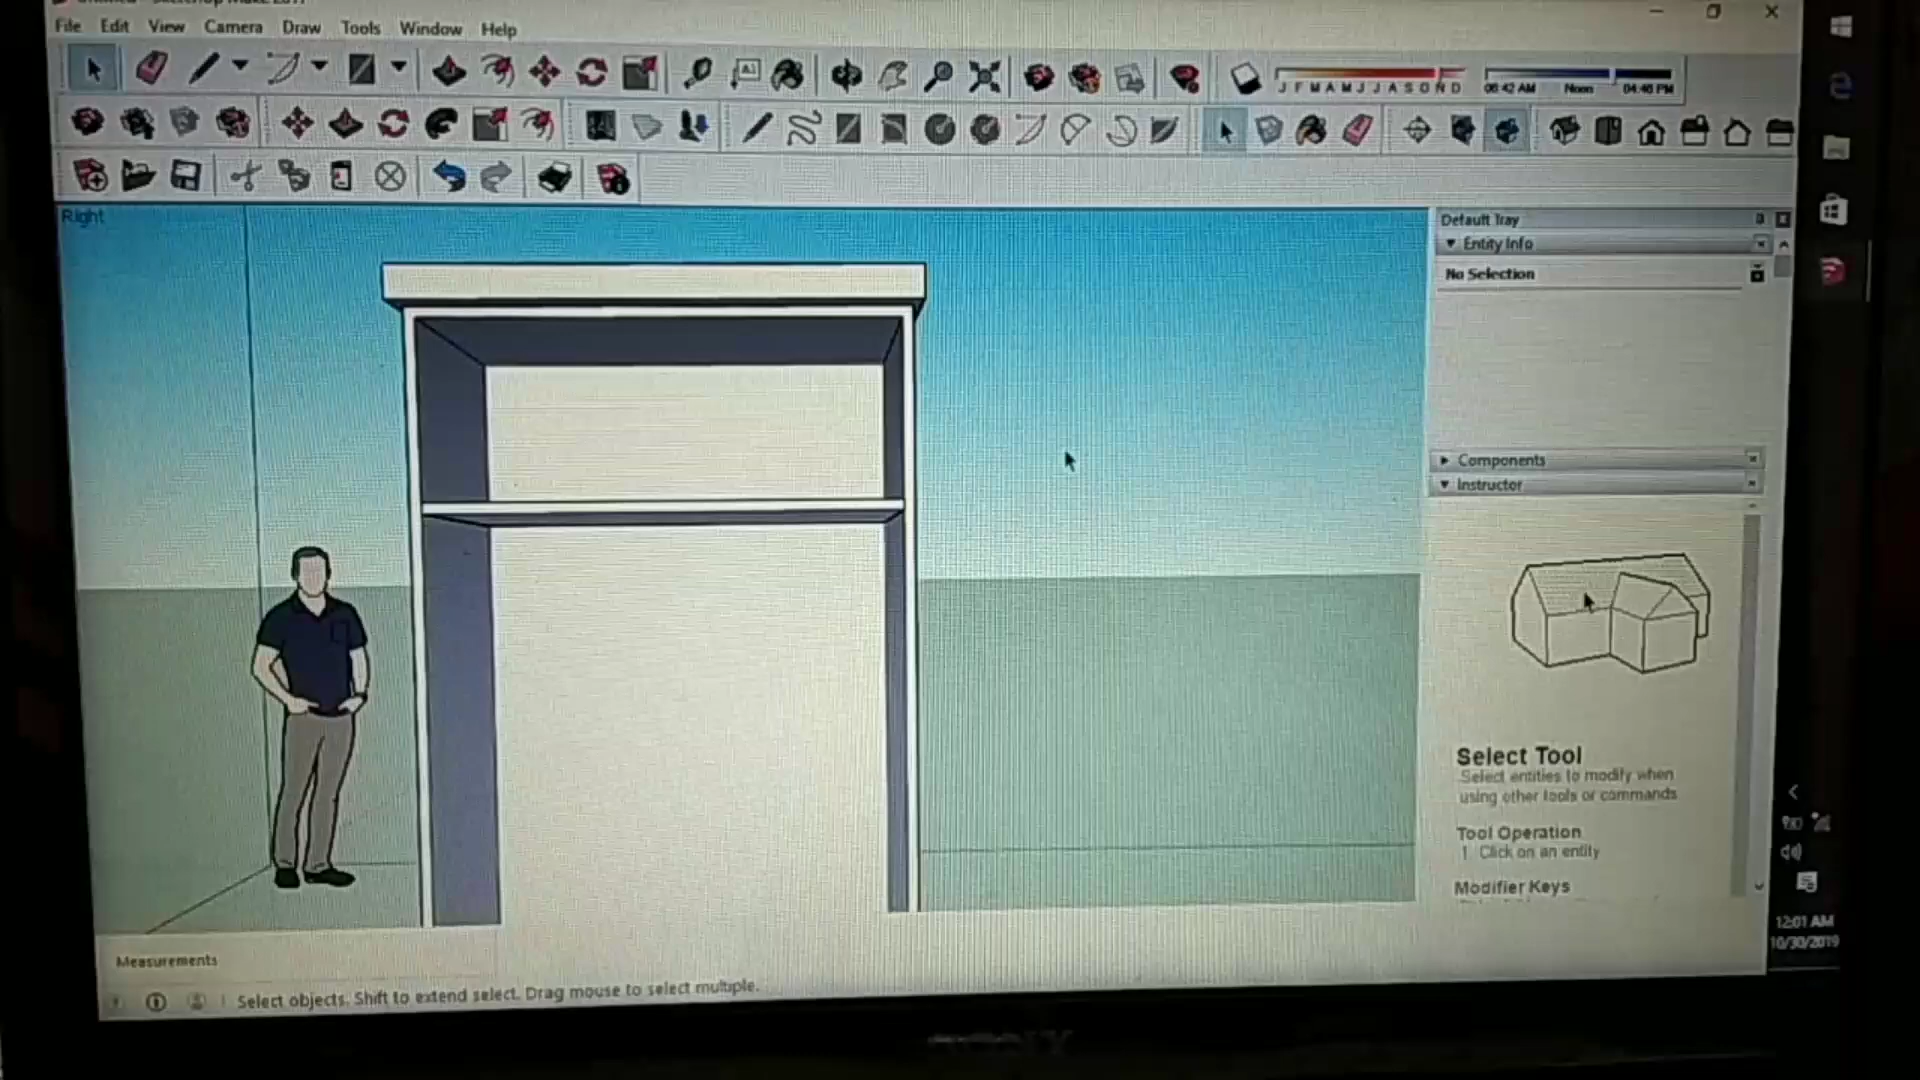 File Edit View Camera Draw Tools Window Help
J F M A M J J A S O N D 06:42 AM Noon 04:46 PM
Right
Default Tray
Entity Info
No Selection
Components
Instructor
Select Tool
Select entities to modify when
using other tools or commands
Tool Operation
1 Click on an entity
Modifier Keys
12:01 AM
10/30/2019
Measurements
Select objects. Shift to extend select. Drag mouse to select multiple.